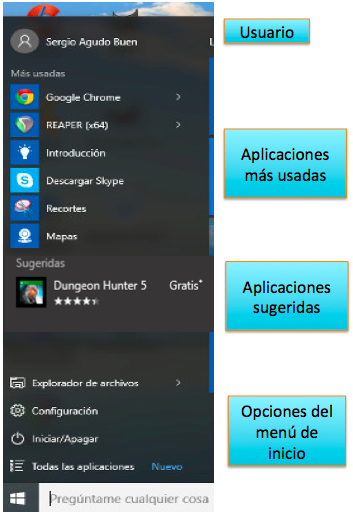 Sergio Agudo Buen
Más usadas
Google Chrome
REAPER (x64)
Introducción
Descargar Skype
Recortes
Mapas
Sugeridas
Dungeon Hunter 5 Gratis*
Explorador de archivos
Configuración
Iniciar/Apagar
Todas las aplicaciones Nuevo
Pregúntame cualquier cosa
Usuario
Aplicaciones
más usadas
Aplicaciones
sugeridas
Opciones del
menú de
inicio